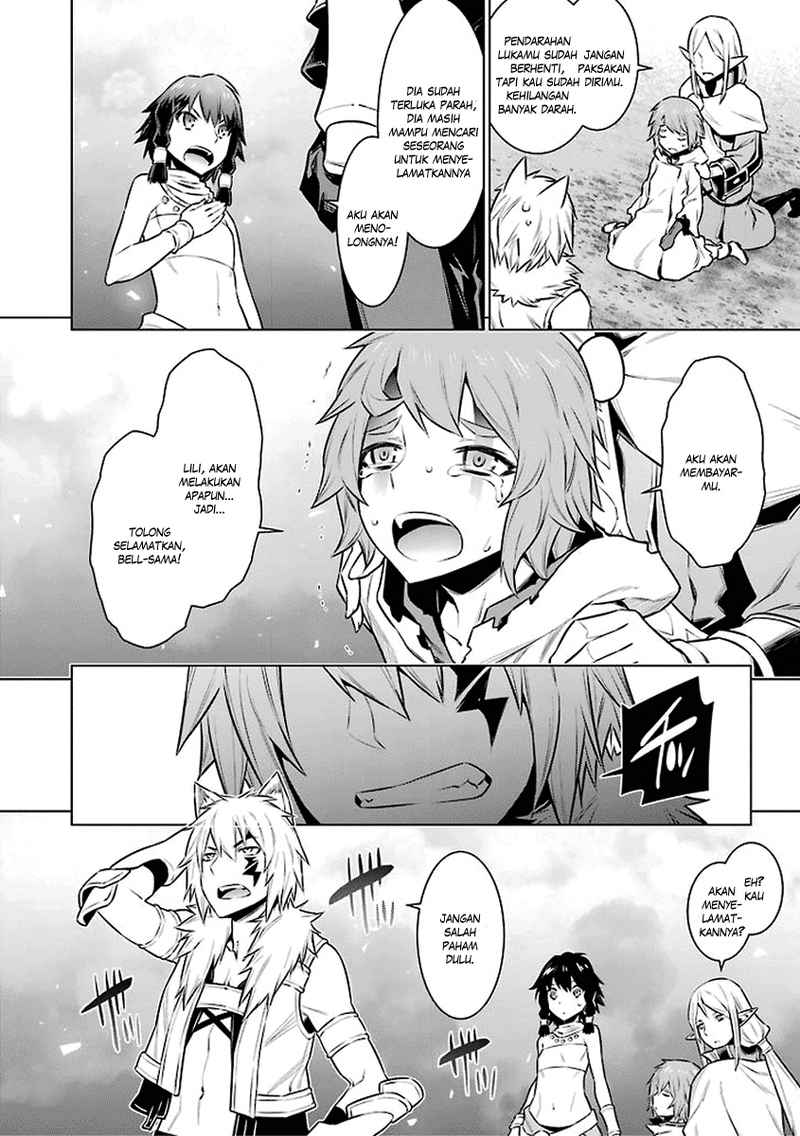 PENDARAHAN
LUKAMU SUDAH JANGAN
BERHENTI, PAKSAKAN
TAPI KAU SUDAH DIRIMU.
KEHILANGAN
BANYAK DARAH.
DIA SUDAH
TERLUKA PARAH,
DIA MASIH
MAMPU MENCARI
SESEORANG
UNTUK MENYE-
LAMATKANNYA
AKU AKAN
MENO-
LONGNYA!
AKU AKAN
MEMBAYAR-
MU.
LILI, AKAN
MELAKUKAN
APAPUN...
JADI...
TOLONG
SELAMATKAN,
BELL-SAMA!
チッ
EH?
AKAN KAU
MENYE-
LAMAT-
KANNYA?
JANGAN
SALAH
PAHAM
DULU.